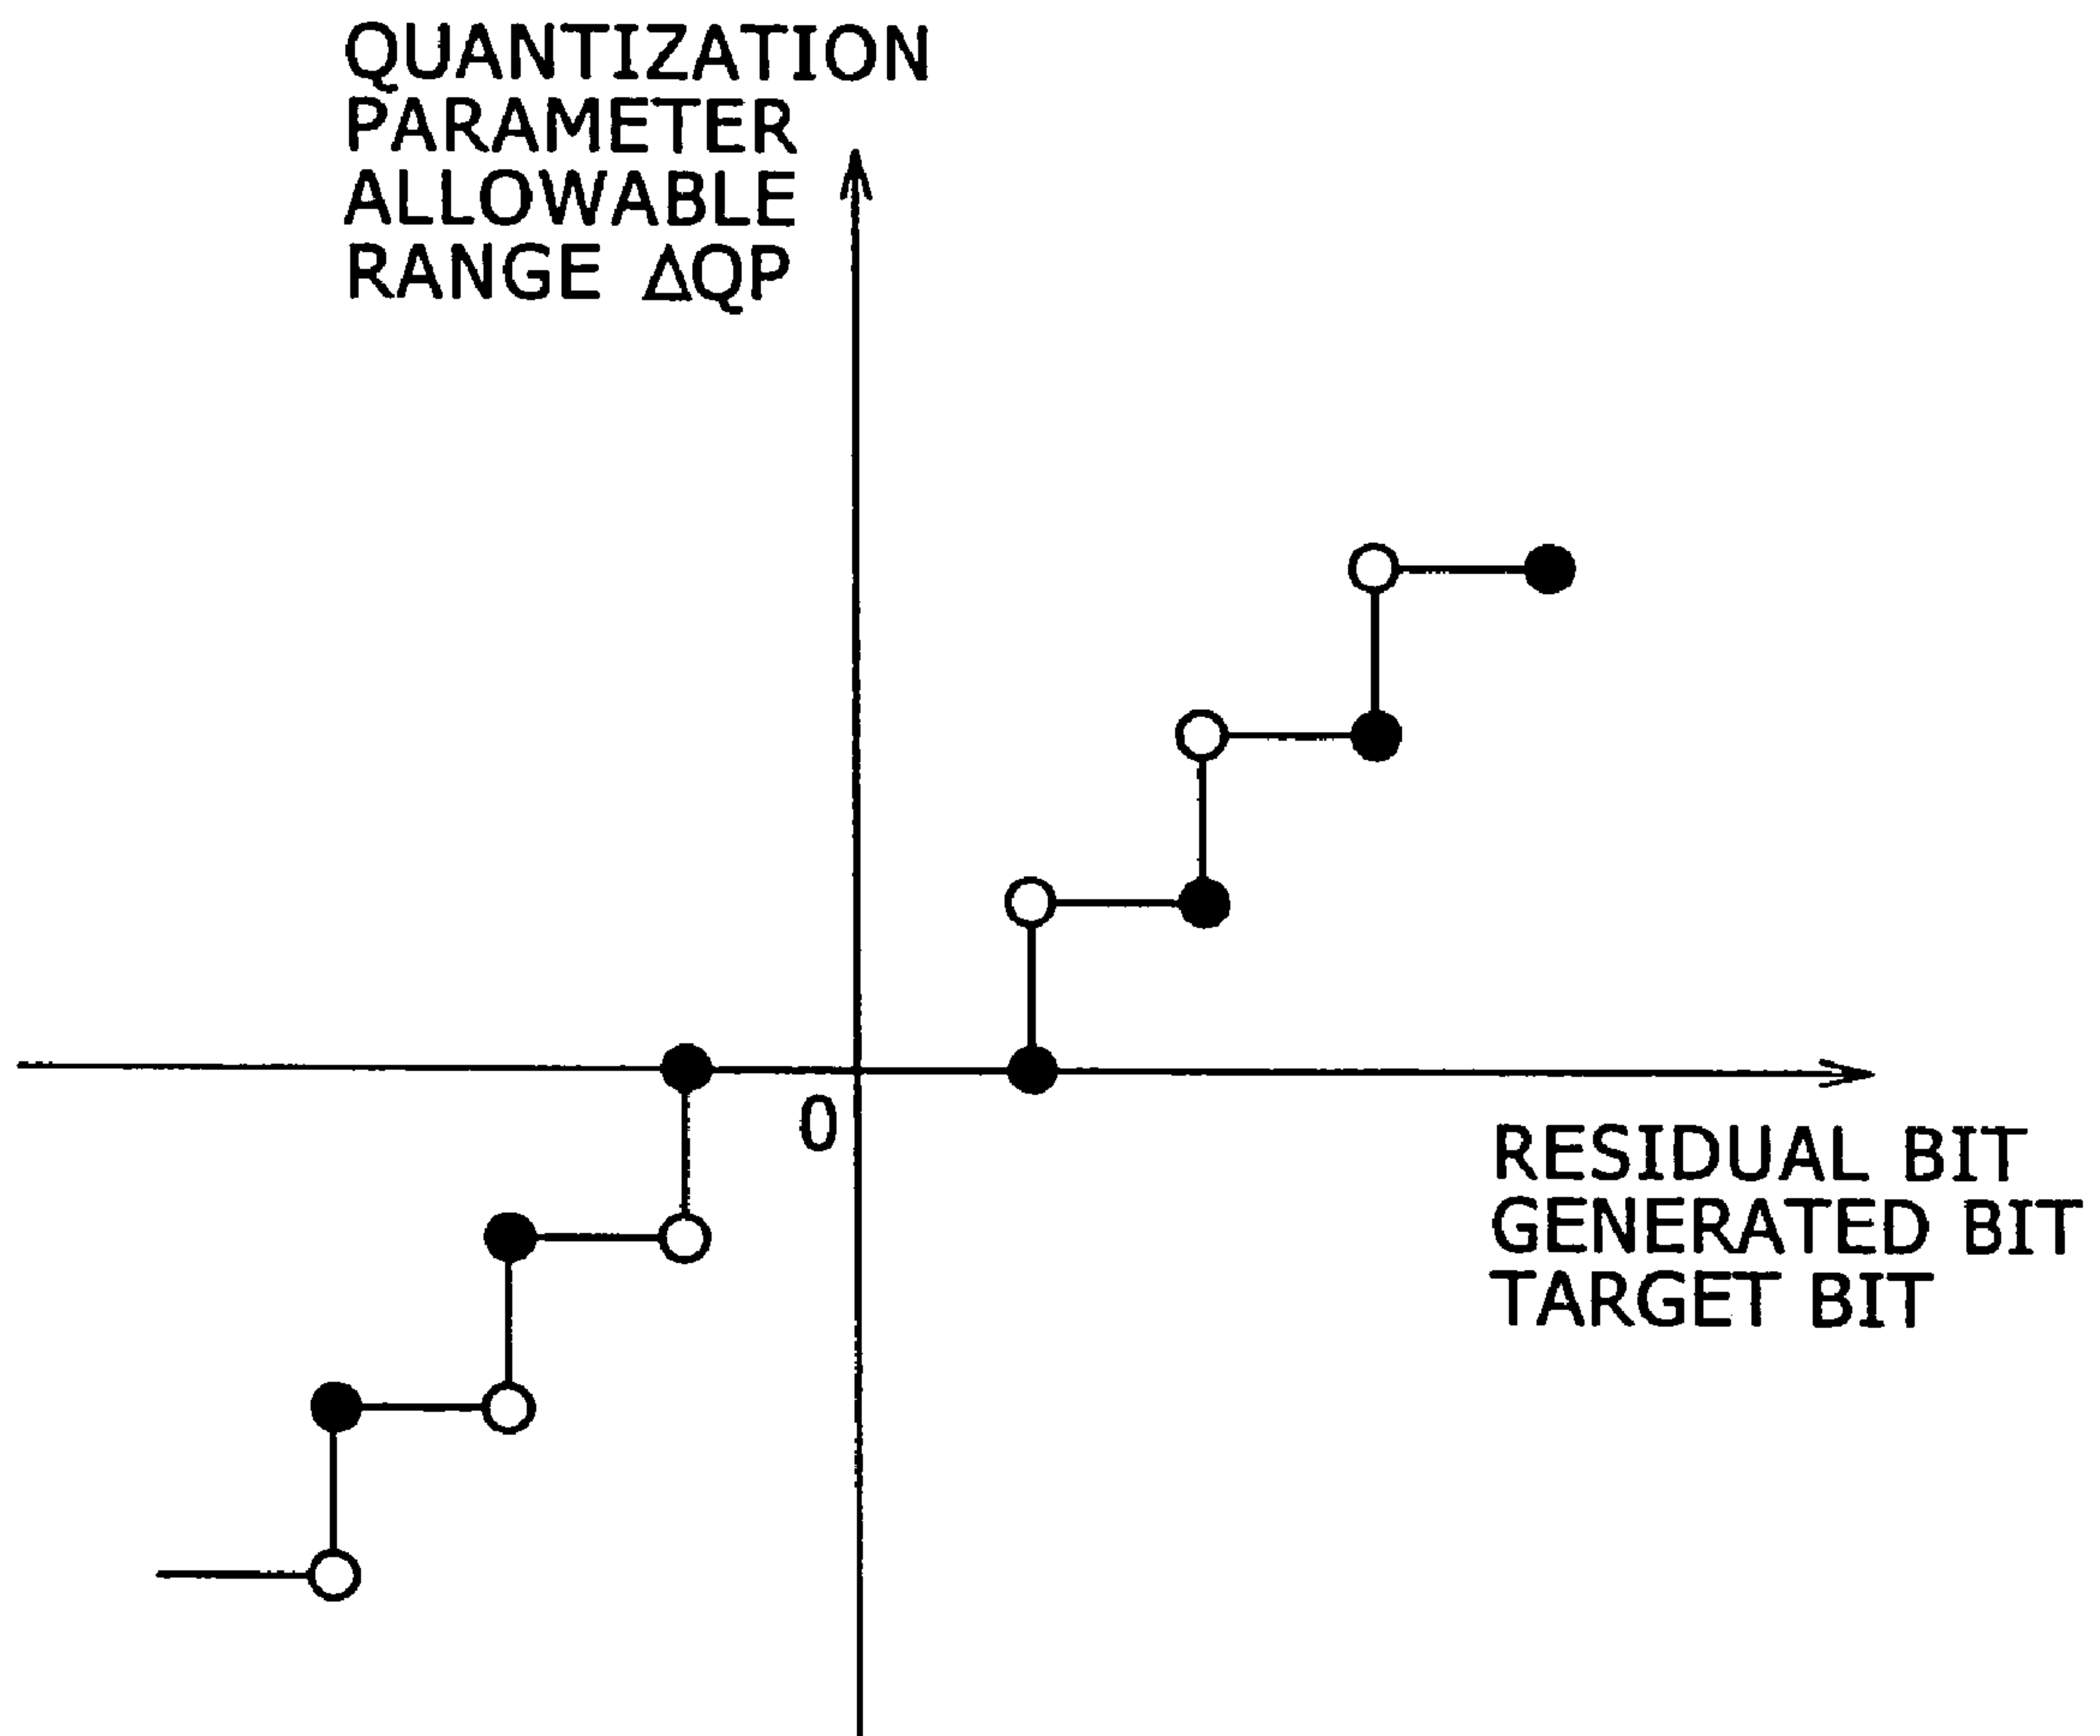 QUANTIZATION
PARAMETER
ALLOWABLE
RANGE ΔQP
0
RESIDUAL BIT
GENERATED BIT
TARGET BIT